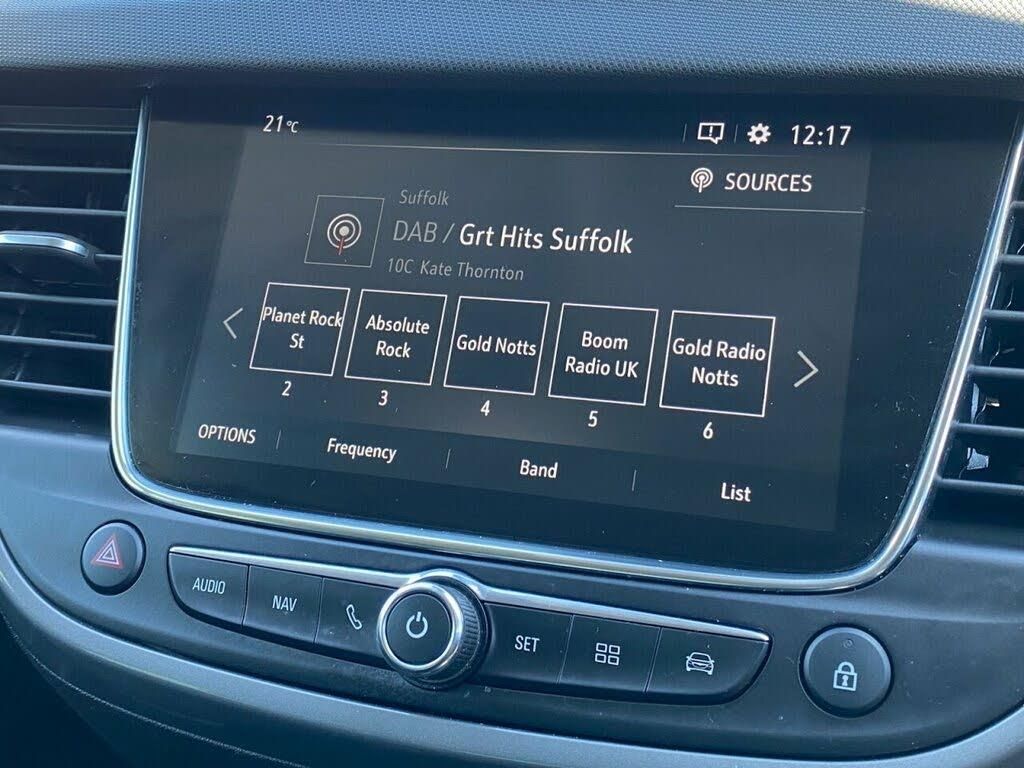 21°C
12:17
SOURCES
Suffolk
DAB / Grt Hits Suffolk
10C Kate Thornton
Planet Rock
St
Absolute
Rock
Gold Notts
Boom
Radio UK
Gold Radio
Notts
2
3
4
5
6
OPTIONS
Frequency
Band
List
AUDIO
NAV
SET